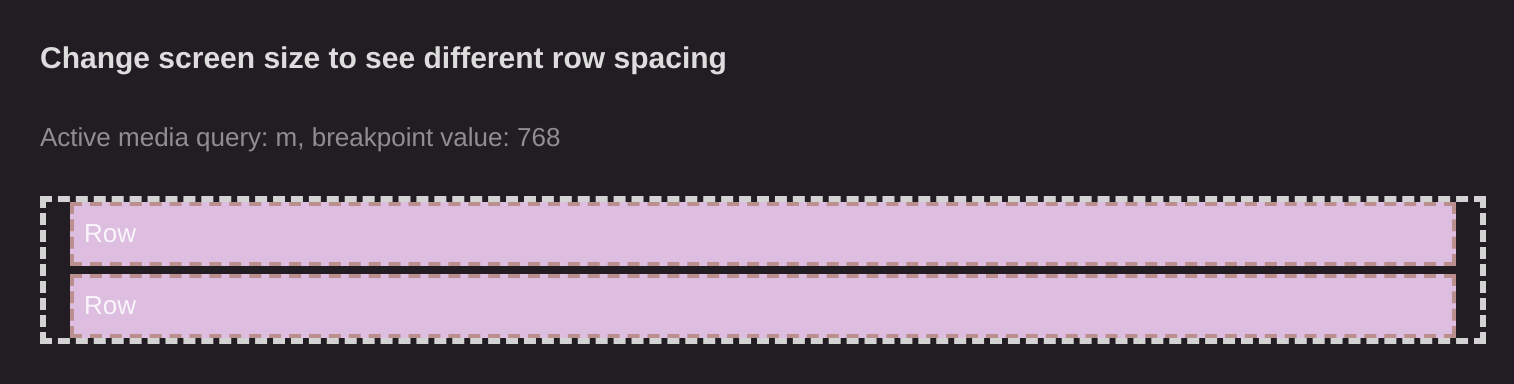 Change screen size to see different row spacing
Active media query: m, breakpoint value: 768
Row
Row